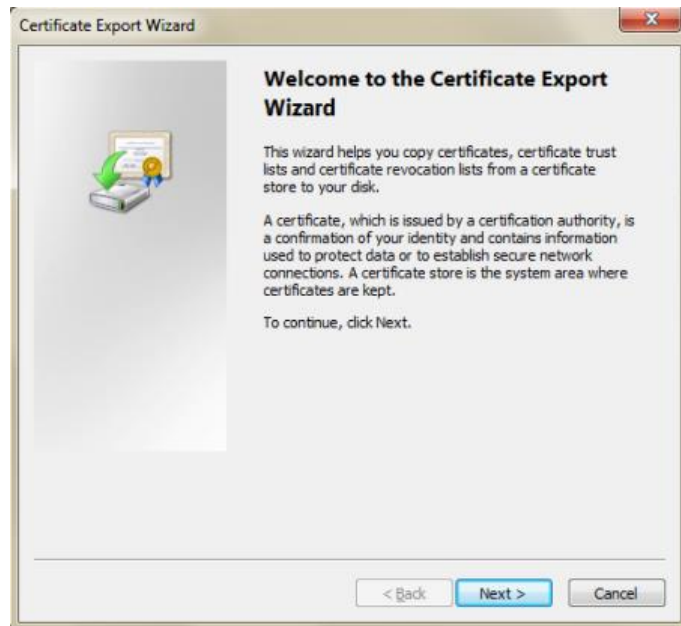 Certificate Export Wizard
Welcome to the Certificate Export
Wizard
This wizard helps you copy certificates, certificate trust
lists and certificate revocation lists from a certificate
store to your disk.
A certificate, which is issued by a certification authority, is
a confirmation of your identity and contains information
used to protect data or to establish secure network
connections. A certificate store is the system area where
certificates are kept.
To continue, click Next.
< Back
Next >
Cancel